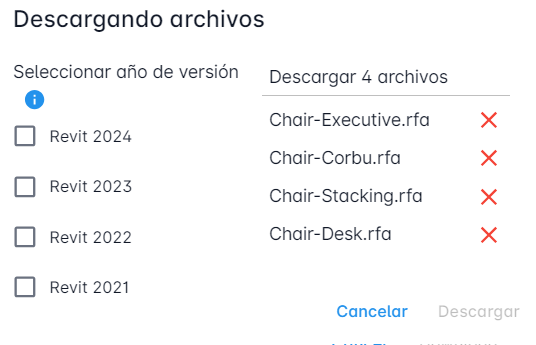 Descargando archivos
Seleccionar año de versión
Revit 2024
Revit 2023
Revit 2022
Revit 2021
Descargar 4 archivos
Chair-Executive.rfa
Chair-Corbu.rfa
Chair-Stacking.rfa
Chair-Desk.rfa
Cancelar Descargar